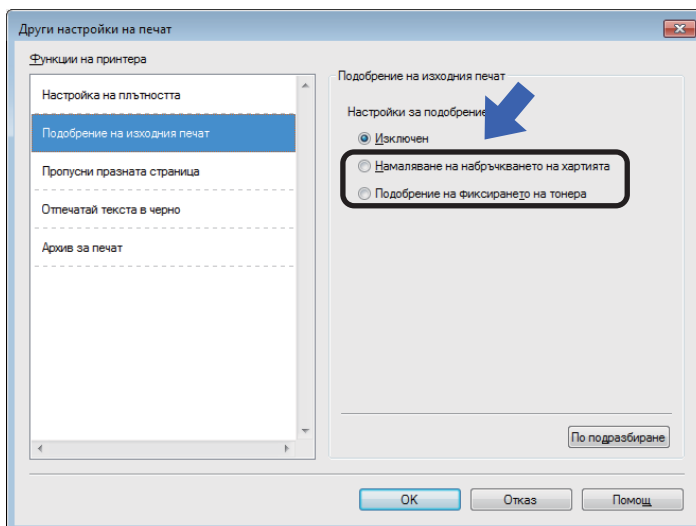 Други настройки на печат
Функции на принтера
Настройка на плътността
Подобрение на изходния печат
Пропусни празната страница
Отпечатай текста в черно
Архив за печат
Подобрение на изходния печат
Настройки за подобрение
Изключен
Намаляване на набръчкването на хартията
Подобрение на фиксирането на тонера
По подразбиране
OK
Отказ
Помощ